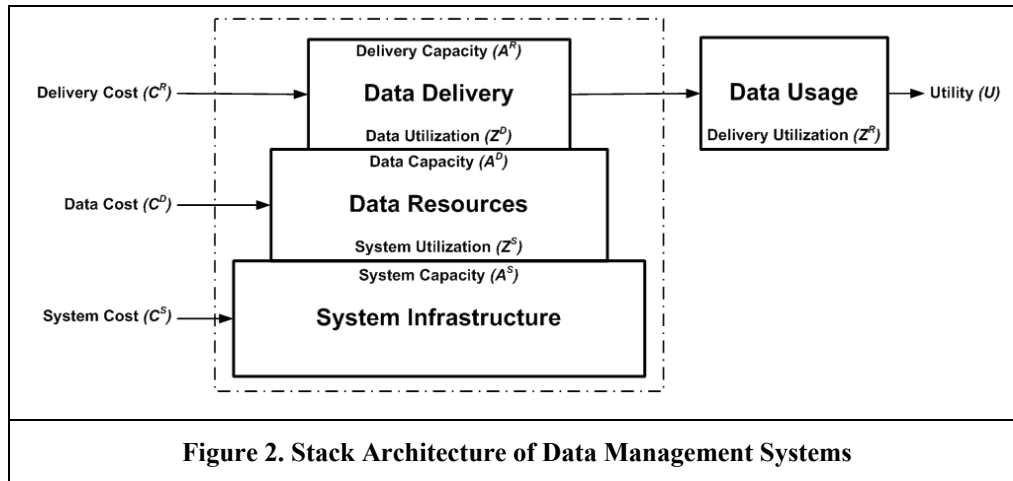 Delivery Capacity (A^R)
Delivery Cost (C^R)
Data Delivery
Data Usage
Utility (U)
Data Utilization (Z^D)
Delivery Utilization (Z^R)
Data Capacity (A^D)
Data Cost (C^D)
Data Resources
System Utilization (Z^S)
System Capacity (A^S)
System Cost (C^S)
System Infrastructure
Figure 2. Stack Architecture of Data Management Systems